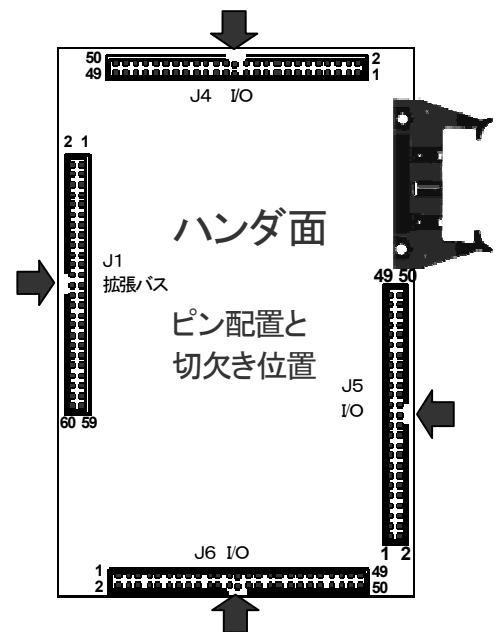 50 2
49 1
J4 I/O
2 1
ハンダ面
J1
拡張バス
49 50
ピン配置と
切欠き位置
J5
I/O
60 59
1 2
J6 I/O
1 49
2 50